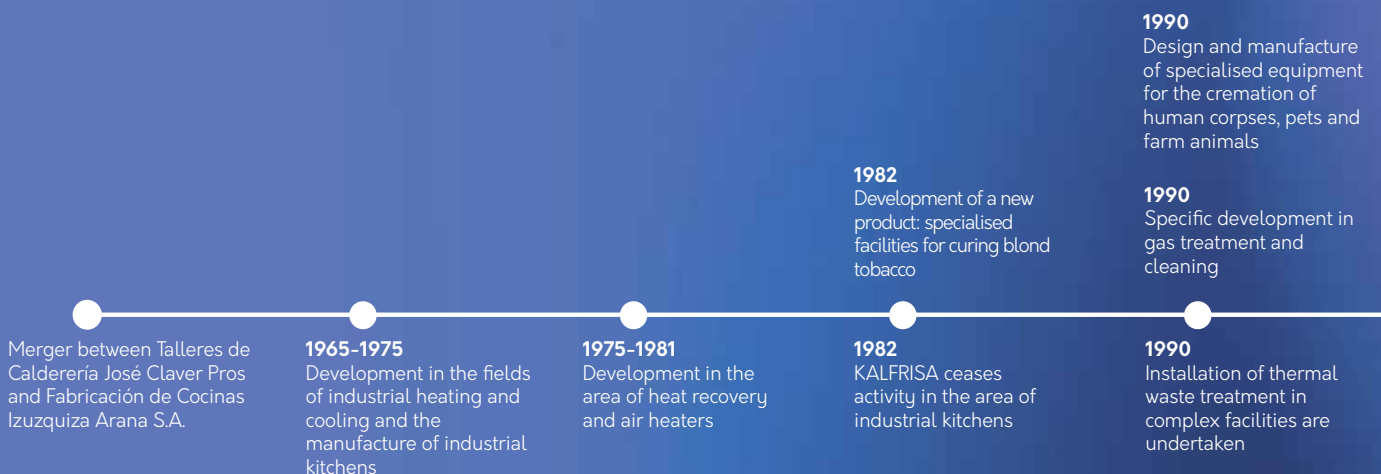 Merger between Talleres de
Calderería José Claver Pros
and Fabricación de Cocinas
Izuzquiza Arana S.A.
1965-1975
Development in the fields
of industrial heating and
cooling and the
manufacture of industrial
kitchens
1975-1981
Development in the
area of heat recovery
and air heaters
1982
Development of a new
product: specialised
facilities for curing blond
tobacco
1982
KALFRISA ceases
activity in the area of
industrial kitchens
1990
Design and manufacture
of specialised equipment
for the cremation of
human corpses, pets and
farm animals
1990
Specific development in
gas treatment and
cleaning
1990
Installation of thermal
waste treatment in
complex facilities are
undertaken